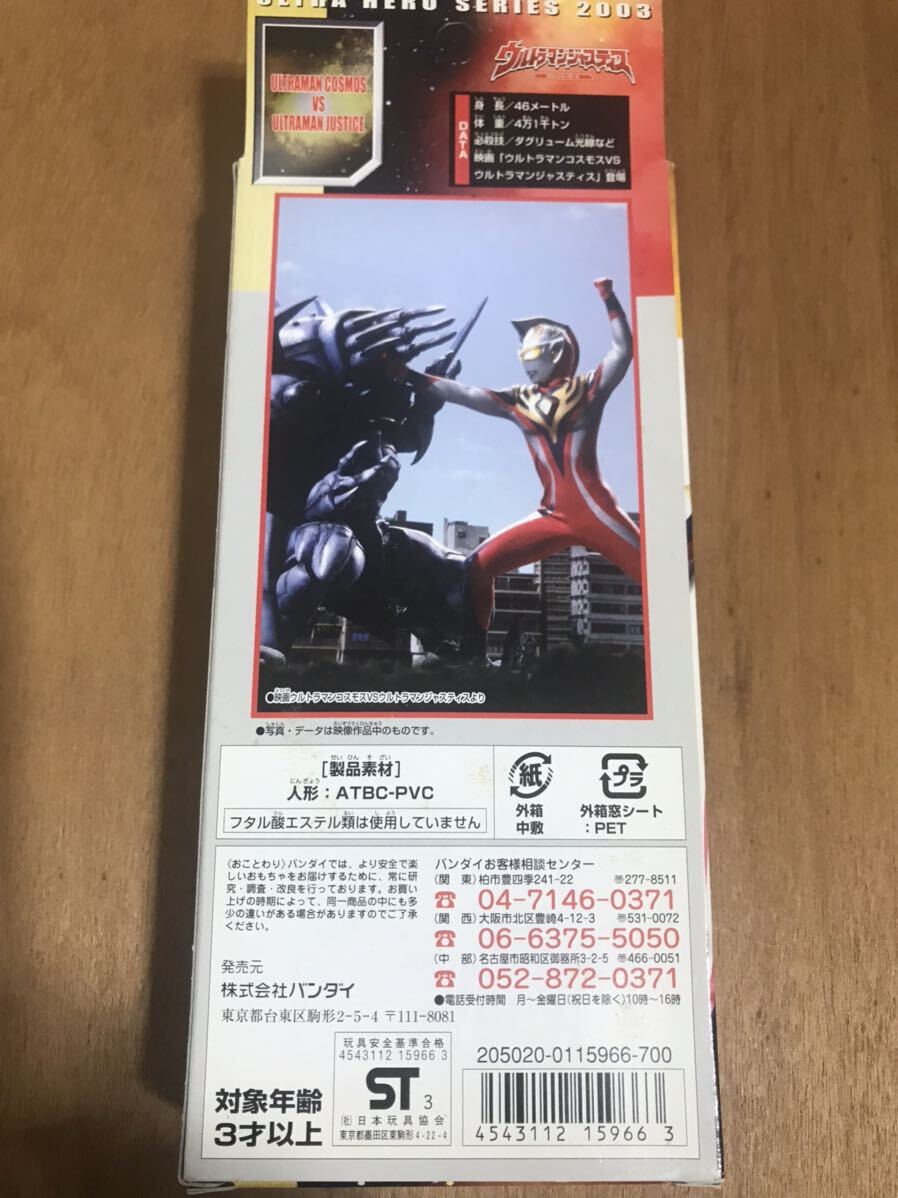 ULTRA HERO SERIES 2003
ULTRAMAN COSMOS
VS
ULTRAMAN JUSTICE
ウルトラマンジャスティス
DATA
身長/46メートル
体重/4万1千トン
必殺技/ダグリューム光線など
映画「ウルトラマンコスモスVS
ウルトラマンジャスティス」登場
●映画ウルトラマンコスモスVSウルトラマンジャスティスより
●写真・データは映像作品中のものです。
[製品素材]
人形：ATBC-PVC
フタル酸エステル類は使用していません
紙
外箱
中敷
プラ
外箱窓シート
：PET
〈おことわり〉バンダイでは、より安全で楽
しいおもちゃをお届けするために、常に研
究・調査・改良を行っております。お買い
上げの時期によって、同一商品の中にも多
少の違いがある場合がありますのでご了承
ください。
発売元
株式会社バンダイ
東京都台東区駒形2-5-4 〒111-8081
バンダイお客様相談センター
(関 東)柏市豊四季241-22 〒277-8511
☎ 04-7146-0371
(関 西)大阪市北区豊崎4-12-3 〒531-0072
☎ 06-6375-5050
(中 部)名古屋市昭和区御器所3-2-5 〒466-0051
☎ 052-872-0371
●電話受付時間 月〜金曜日(祝日を除く)10時〜16時
対象年齢
3才以上
玩具安全基準合格
4543112 15966 3
ST 3
(社)日本玩具協会
東京都墨田区東駒形4-22-4
205020-0115966-700
4543112 159663